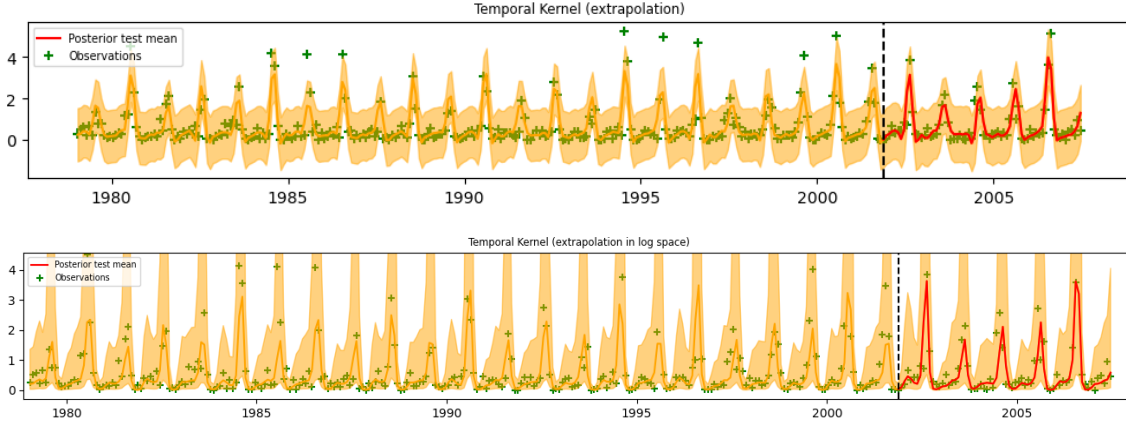 Temporal Kernel (extrapolation)
Posterior test mean
Observations
4
2
0
1980 1985 1990 1995 2000 2005
Temporal Kernel (extrapolation in log space)
Posterior test mean
Observations
4
3
2
1
0
1980 1985 1990 1995 2000 2005